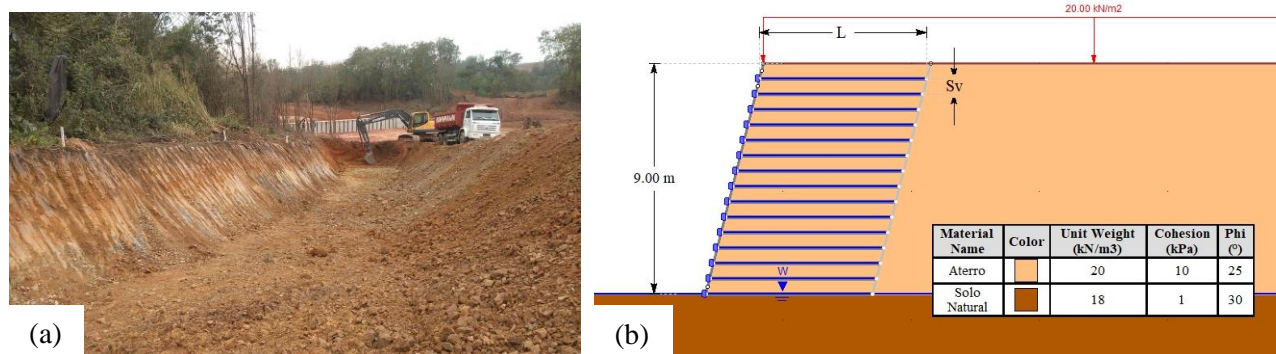 (a)
20.00 kN/m2
L
Sv
9.00 m
W
Material Name Color Unit Weight (kN/m3) Cohesion (kPa) Phi (°)
Aterro 20 10 25
Solo Natural 18 1 30
(b)